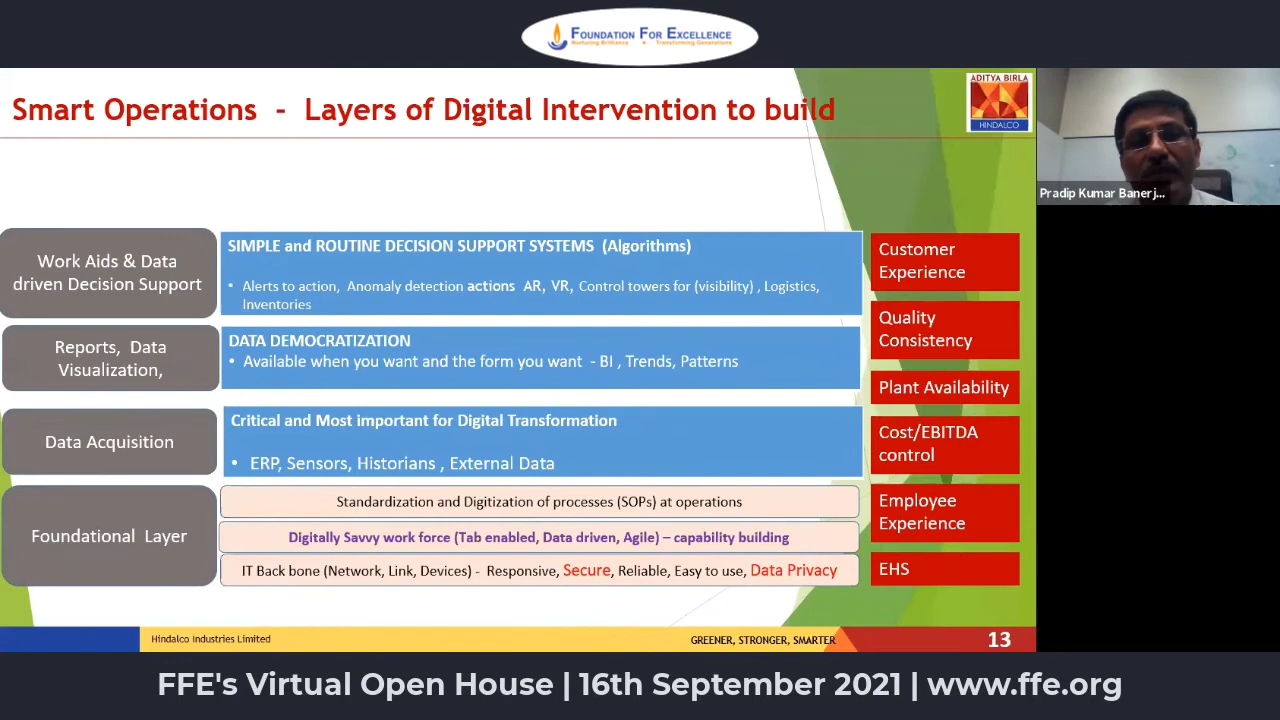 FOUNDATION FOR EXCELLENCE
Nurturing Brilliance • Transforming Generations
Smart Operations - Layers of Digital Intervention to build
ADITYA BIRLA
HINDALCO
Pradip Kumar Banerj...
Work Aids & Data
driven Decision Support
SIMPLE and ROUTINE DECISION SUPPORT SYSTEMS (Algorithms)
• Alerts to action, Anomaly detection actions AR, VR, Control towers for (visibility) , Logistics,
Inventories
Reports, Data
Visualization,
DATA DEMOCRATIZATION
• Available when you want and the form you want - BI , Trends, Patterns
Data Acquisition
Critical and Most important for Digital Transformation
• ERP, Sensors, Historians , External Data
Foundational Layer
Standardization and Digitization of processes (SOPs) at operations
Digitally Savvy work force (Tab enabled, Data driven, Agile) – capability building
IT Back bone (Network, Link, Devices) - Responsive, Secure, Reliable, Easy to use, Data Privacy
Customer
Experience
Quality
Consistency
Plant Availability
Cost/EBITDA
control
Employee
Experience
EHS
Hindalco Industries Limited
GREENER, STRONGER, SMARTER
13
FFE's Virtual Open House | 16th September 2021 | www.ffe.org